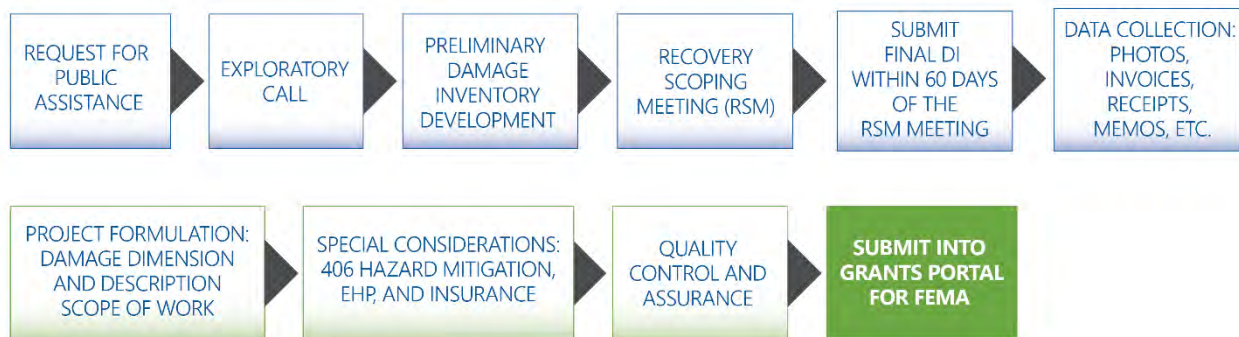 REQUEST FOR
PUBLIC
ASSISTANCE
EXPLORATORY
CALL
PRELIMINARY
DAMAGE
INVENTORY
DEVELOPMENT
RECOVERY
SCOPING
MEETING (RSM)
SUBMIT
FINAL DI
WITHIN 60 DAYS
OF THE
RSM MEETING
DATA COLLECTION:
PHOTOS,
INVOICES,
RECEIPTS,
MEMOS, ETC.
PROJECT FORMULATION:
DAMAGE DIMENSION
AND DESCRIPTION
SCOPE OF WORK
SPECIAL CONSIDERATIONS:
406 HAZARD MITIGATION,
EHP, AND INSURANCE
QUALITY
CONTROL AND
ASSURANCE
SUBMIT INTO
GRANTS PORTAL
FOR FEMA